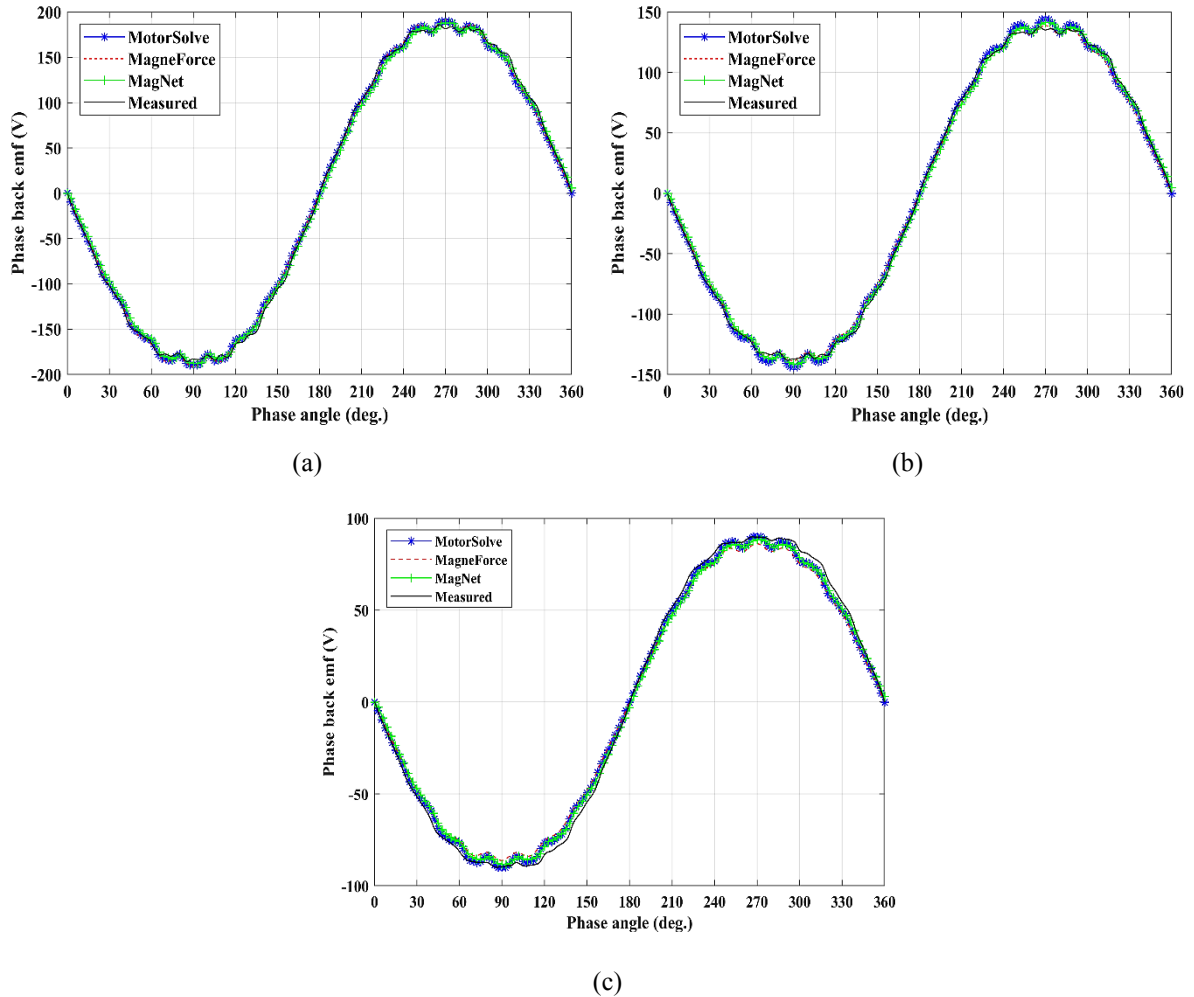 200
150
100
50
0
-50
-100
-150
-200
Phase back emf (V)
MotorSolve
MagneForce
MagNet
Measured
0 30 60 90 120 150 180 210 240 270 300 330 360
Phase angle (deg.)
(a)
150
100
50
0
-50
-100
-150
Phase back emf (V)
MotorSolve
MagneForce
MagNet
Measured
0 30 60 90 120 150 180 210 240 270 300 330 360
Phase angle (deg.)
(b)
100
50
0
-50
-100
Phase back emf (V)
MotorSolve
MagneForce
MagNet
Measured
0 30 60 90 120 150 180 210 240 270 300 330 360
Phase angle (deg.)
(c)